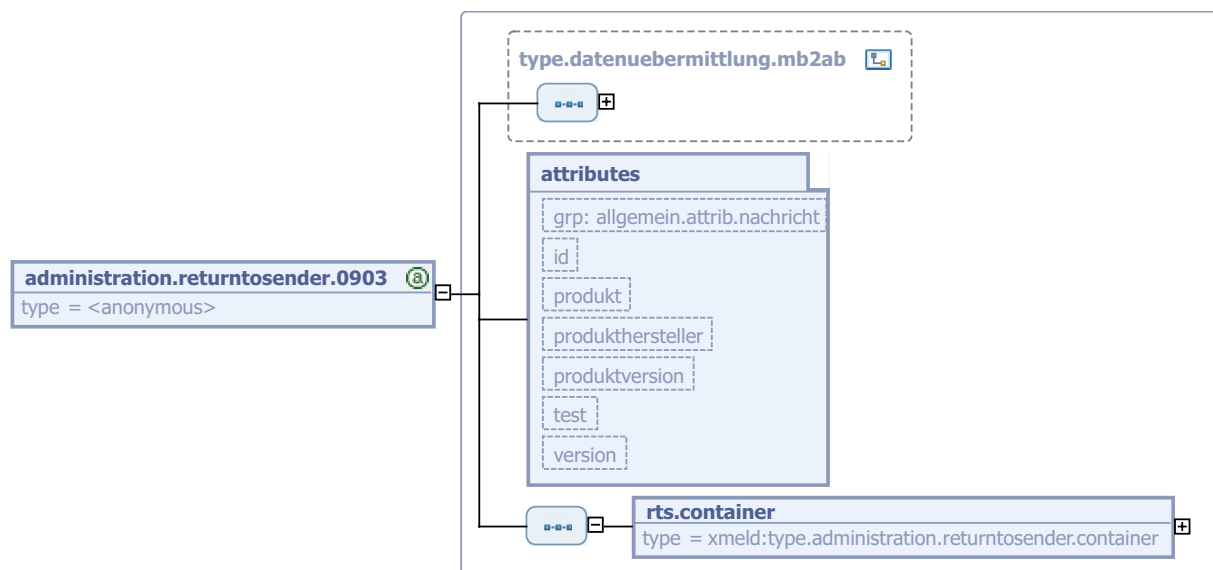 type.datenuebermittlung.mb2ab
attributes
grp: allgemein.attrib.nachricht
id
administration.returntosender.0903
type = <anonymous>
produkt
produkthersteller
produktversion
test
version
rts.container
type = xmeld:type.administration.returntosender.container